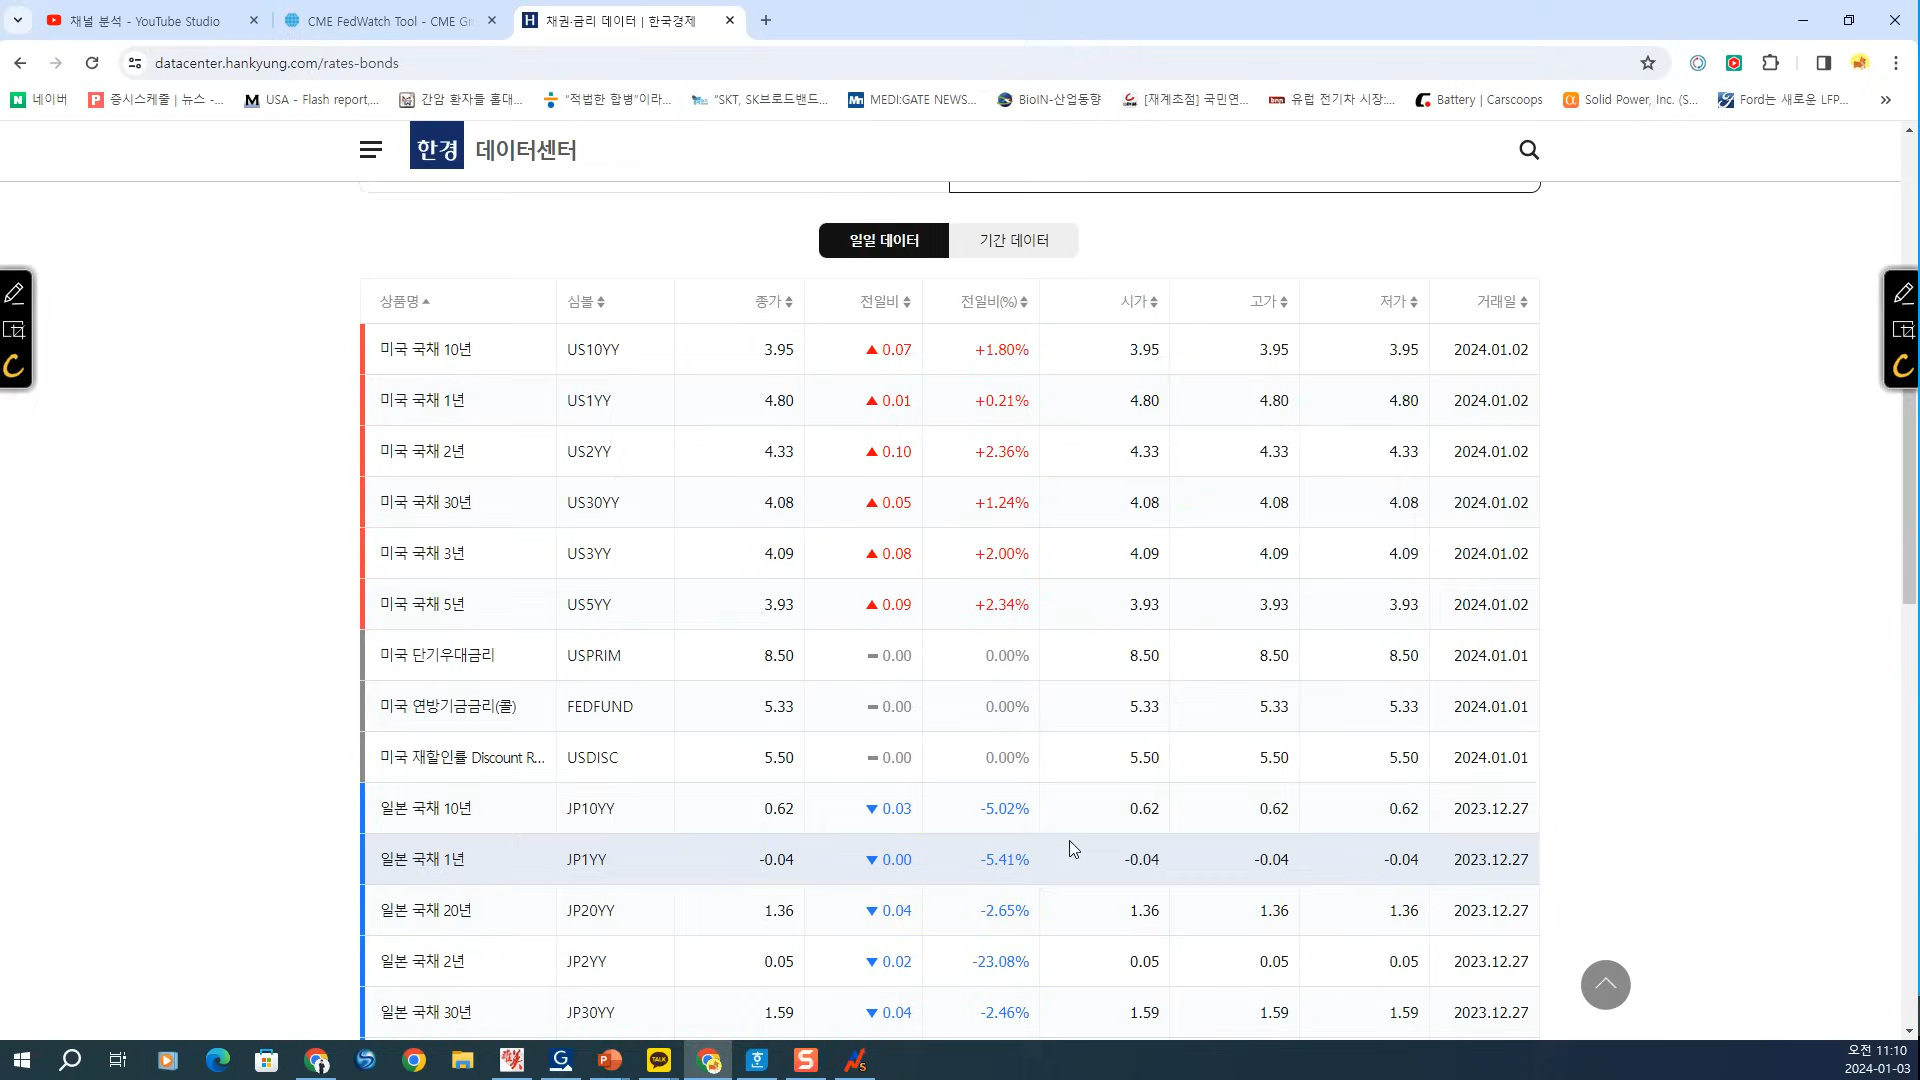 채널 분석 - YouTube Studio
CME FedWatch Tool - CME G
채권·금리 데이터 | 한국경제
datacenter.hankyung.com/rates-bonds
네이버
증시스케줄 | 뉴스 -...
USA - Flash report,...
간암 환자들 홀대...
"적법한 합병"이라...
"SKT, SK브로드밴드...
MEDI:GATE NEWS...
BioIN-산업동향
[재계초점] 국민연...
유럽 전기차 시장:...
Battery | Carscoops
Solid Power, Inc. (S...
Ford는 새로운 LFP...
한경 데이터센터
일일 데이터 기간 데이터
상품명 심볼 종가 전일비 전일비(%) 시가 고가 저가 거래일
미국 국채 10년 US10YY 3.95 ▲ 0.07 +1.80% 3.95 3.95 3.95 2024.01.02
미국 국채 1년 US1YY 4.80 ▲ 0.01 +0.21% 4.80 4.80 4.80 2024.01.02
미국 국채 2년 US2YY 4.33 ▲ 0.10 +2.36% 4.33 4.33 4.33 2024.01.02
미국 국채 30년 US30YY 4.08 ▲ 0.05 +1.24% 4.08 4.08 4.08 2024.01.02
미국 국채 3년 US3YY 4.09 ▲ 0.08 +2.00% 4.09 4.09 4.09 2024.01.02
미국 국채 5년 US5YY 3.93 ▲ 0.09 +2.34% 3.93 3.93 3.93 2024.01.02
미국 단기우대금리 USPRIM 8.50 0.00 0.00% 8.50 8.50 8.50 2024.01.01
미국 연방기금금리(콜) FEDFUND 5.33 0.00 0.00% 5.33 5.33 5.33 2024.01.01
미국 재할인률 Discount R... USDISC 5.50 0.00 0.00% 5.50 5.50 5.50 2024.01.01
일본 국채 10년 JP10YY 0.62 ▼ 0.03 -5.02% 0.62 0.62 0.62 2023.12.27
일본 국채 1년 JP1YY -0.04 ▼ 0.00 -5.41% -0.04 -0.04 -0.04 2023.12.27
일본 국채 20년 JP20YY 1.36 ▼ 0.04 -2.65% 1.36 1.36 1.36 2023.12.27
일본 국채 2년 JP2YY 0.05 ▼ 0.02 -23.08% 0.05 0.05 0.05 2023.12.27
일본 국채 30년 JP30YY 1.59 ▼ 0.04 -2.46% 1.59 1.59 1.59 2023.12.27
오전 11:10
2024-01-03